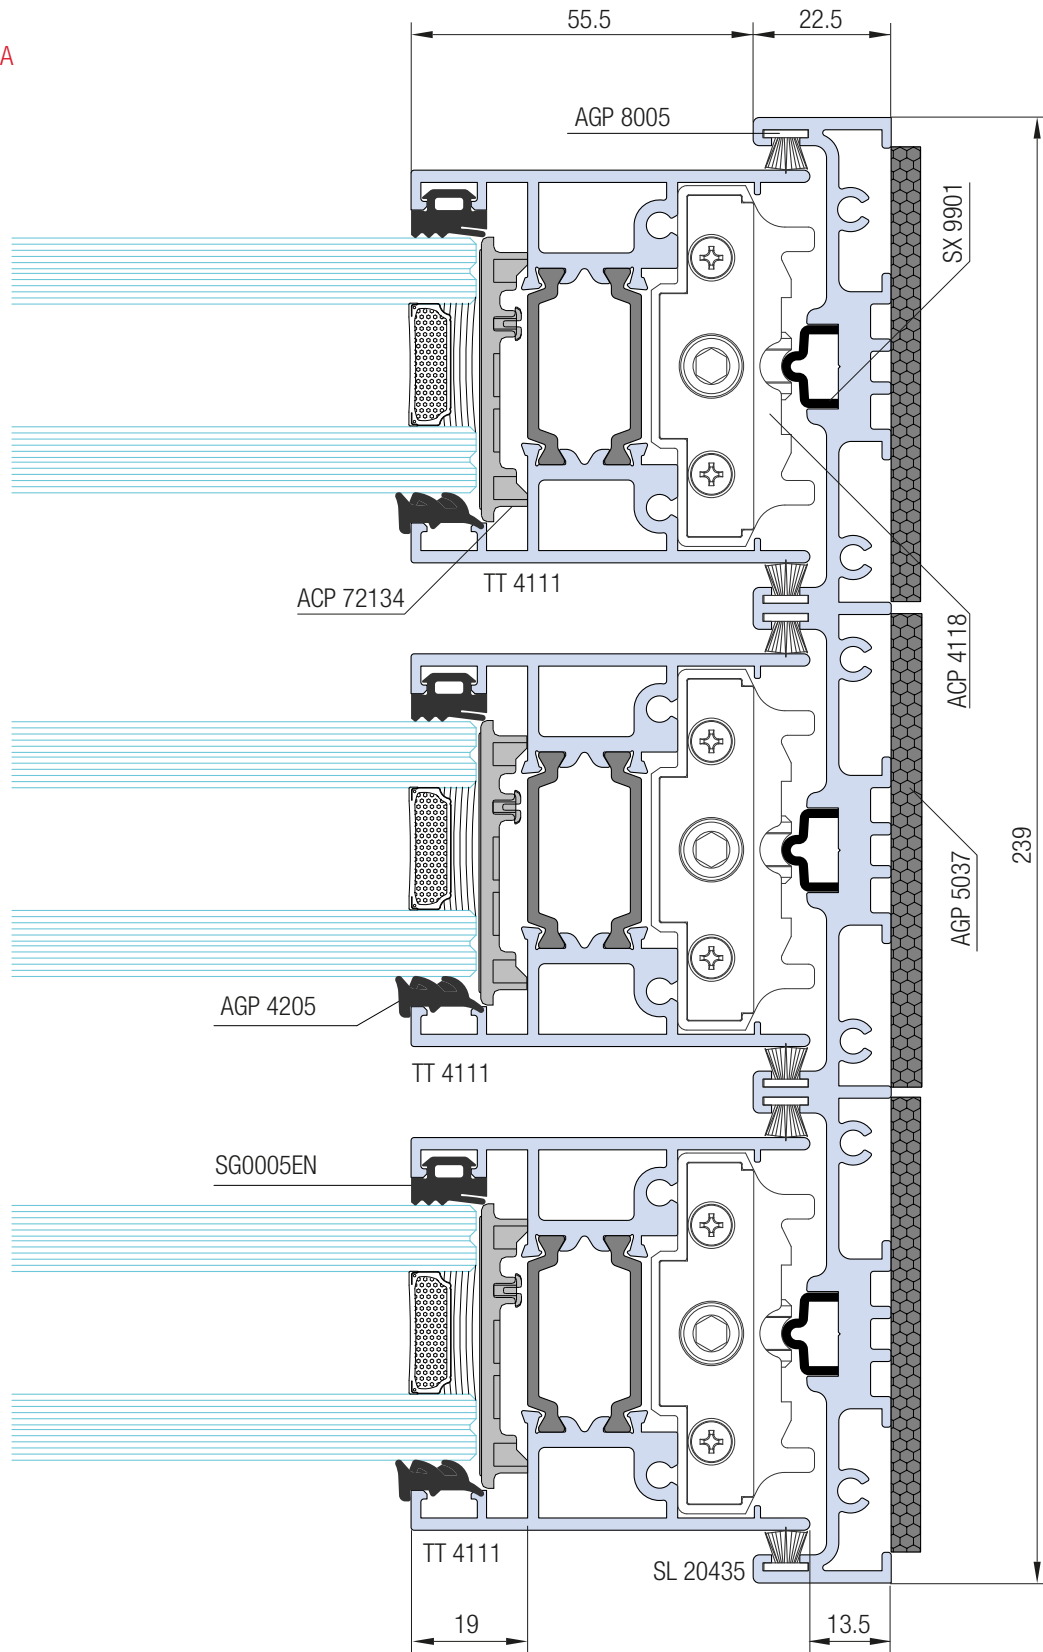 55.5
22.5
A
AGP 8005
SX 9901
TT 4111
ACP 72134
ACP 4118
239
AGP 5037
AGP 4205
TT 4111
SG0005EN
TT 4111
SL 20435
19
13.5